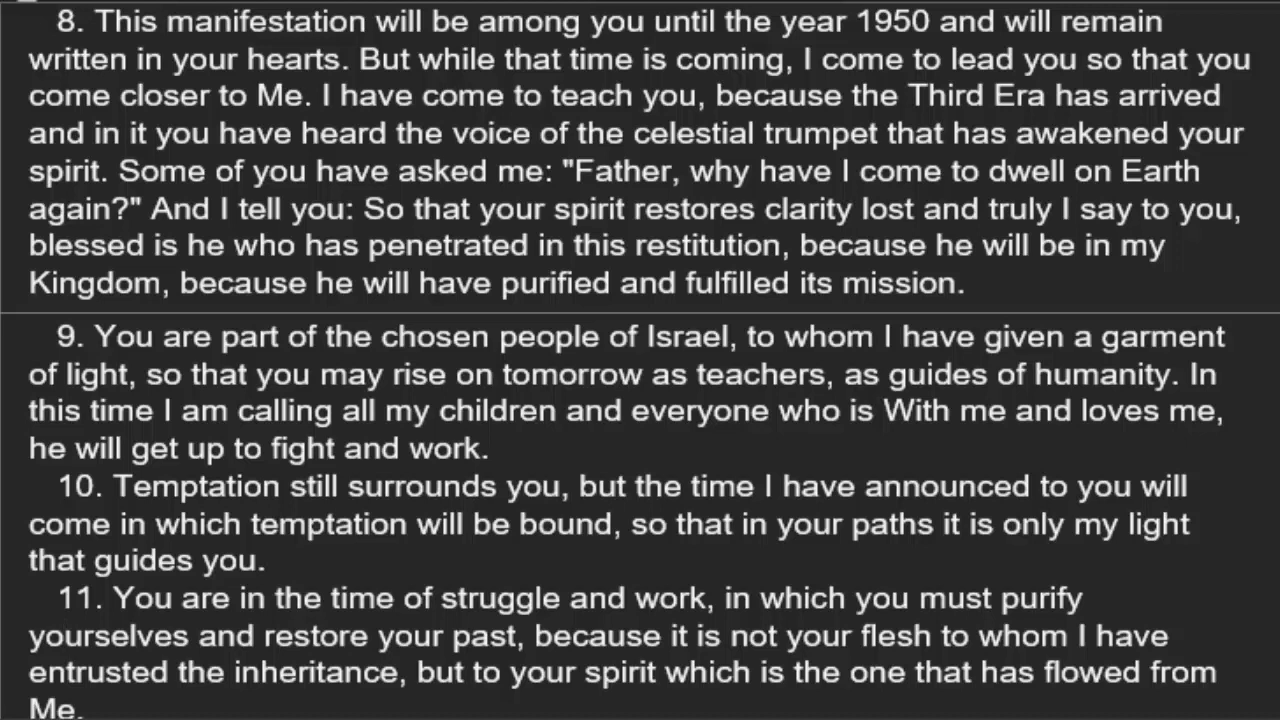 8. This manifestation will be among you until the year 1950 and will remain
written in your hearts. But while that time is coming, I come to lead you so that you
come closer to Me. I have come to teach you, because the Third Era has arrived
and in it you have heard the voice of the celestial trumpet that has awakened your
spirit. Some of you have asked me: "Father, why have I come to dwell on Earth
again?" And I tell you: So that your spirit restores clarity lost and truly I say to you,
blessed is he who has penetrated in this restitution, because he will be in my
Kingdom, because he will have purified and fulfilled its mission.
9. You are part of the chosen people of Israel, to whom I have given a garment
of light, so that you may rise on tomorrow as teachers, as guides of humanity. In
this time I am calling all my children and everyone who is With me and loves me,
he will get up to fight and work.
10. Temptation still surrounds you, but the time I have announced to you will
come in which temptation will be bound, so that in your paths it is only my light
that guides you.
11. You are in the time of struggle and work, in which you must purify
yourselves and restore your past, because it is not your flesh to whom I have
entrusted the inheritance, but to your spirit which is the one that has flowed from
Me.